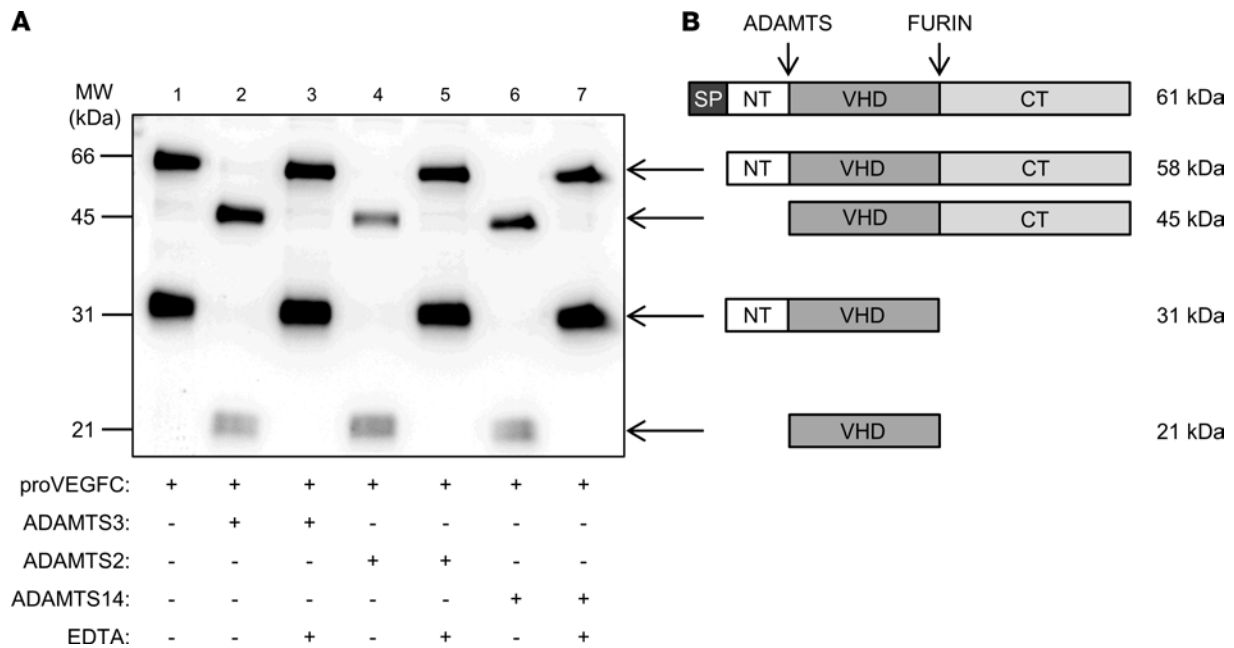 A
B
ADAMTS FURIN
MW
(kDa)
1 2 3 4 5 6 7
SP NT VHD CT 61 kDa
66
NT VHD CT 58 kDa
45
VHD CT 45 kDa
31
NT VHD 31 kDa
21
VHD 21 kDa
proVEGFC: + + + + + + +
ADAMTS3: - + + - - - -
ADAMTS2: - - - + + - -
ADAMTS14: - - - - - + +
EDTA: - - + - + - +